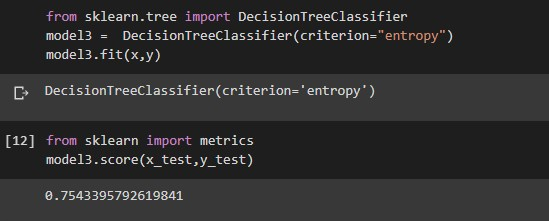 from sklearn.tree import DecisionTreeClassifier
model3 =  DecisionTreeClassifier(criterion="entropy")
model3.fit(x,y)
DecisionTreeClassifier(criterion='entropy')
[12] from sklearn import metrics
model3.score(x_test,y_test)
0.7543395792619841